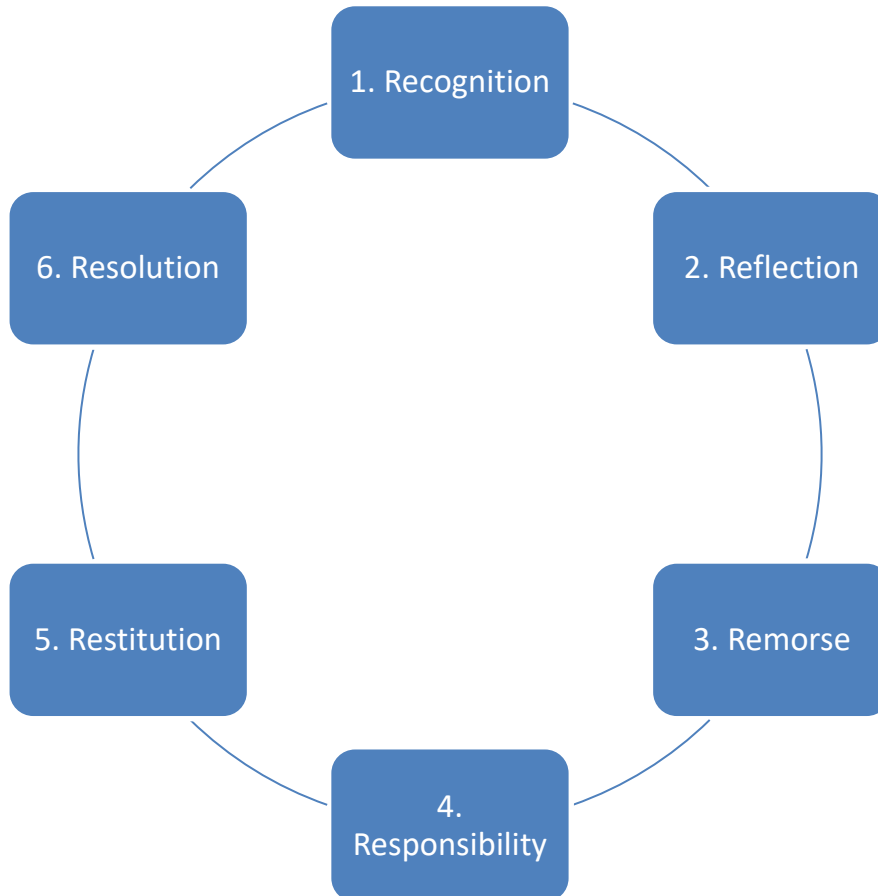 1. Recognition
2. Reflection
3. Remorse
4.
Responsibility
5. Restitution
6. Resolution